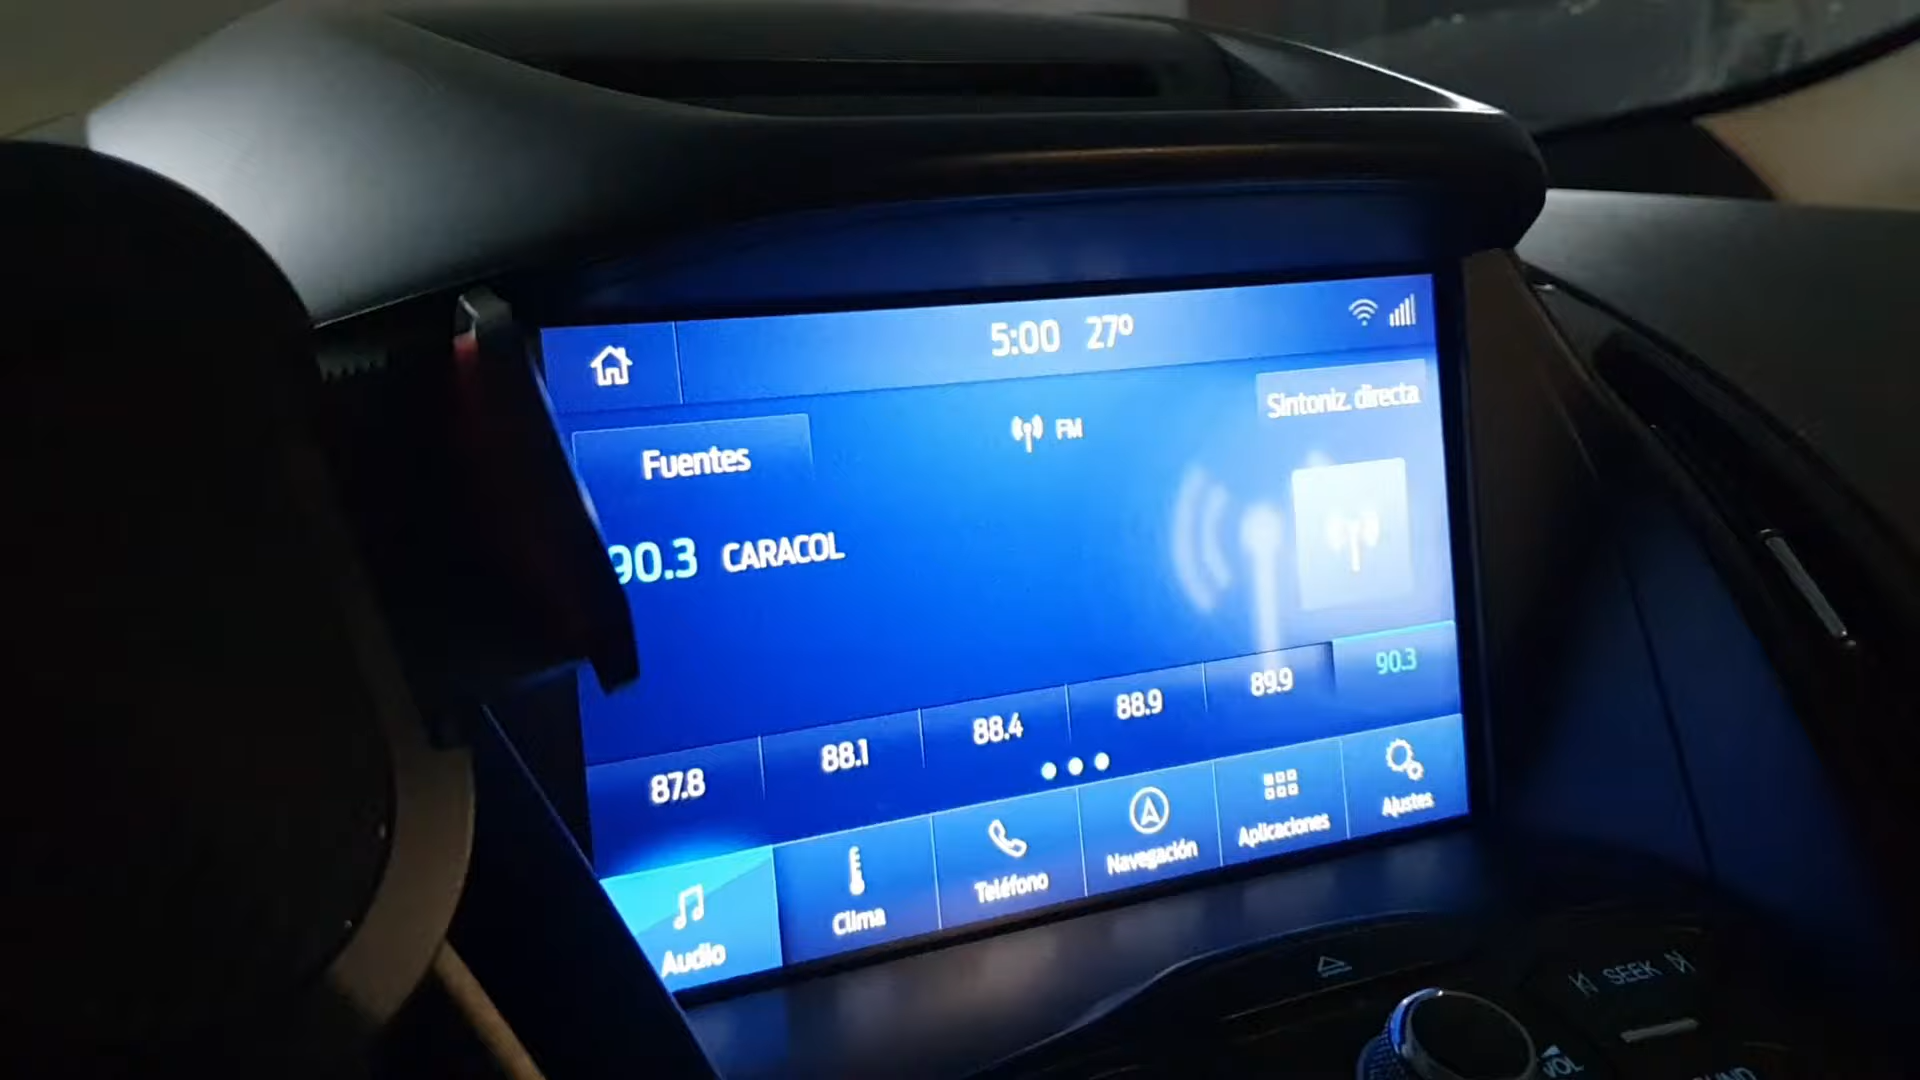 5:00 27º
Sintoniz. directa
FM
Fuentes
90.3 CARACOL
87.8 88.1 88.4 88.9 89.9 90.3
Audio Clima Teléfono Navegación Aplicaciones Ajustes
SEEK
VOL